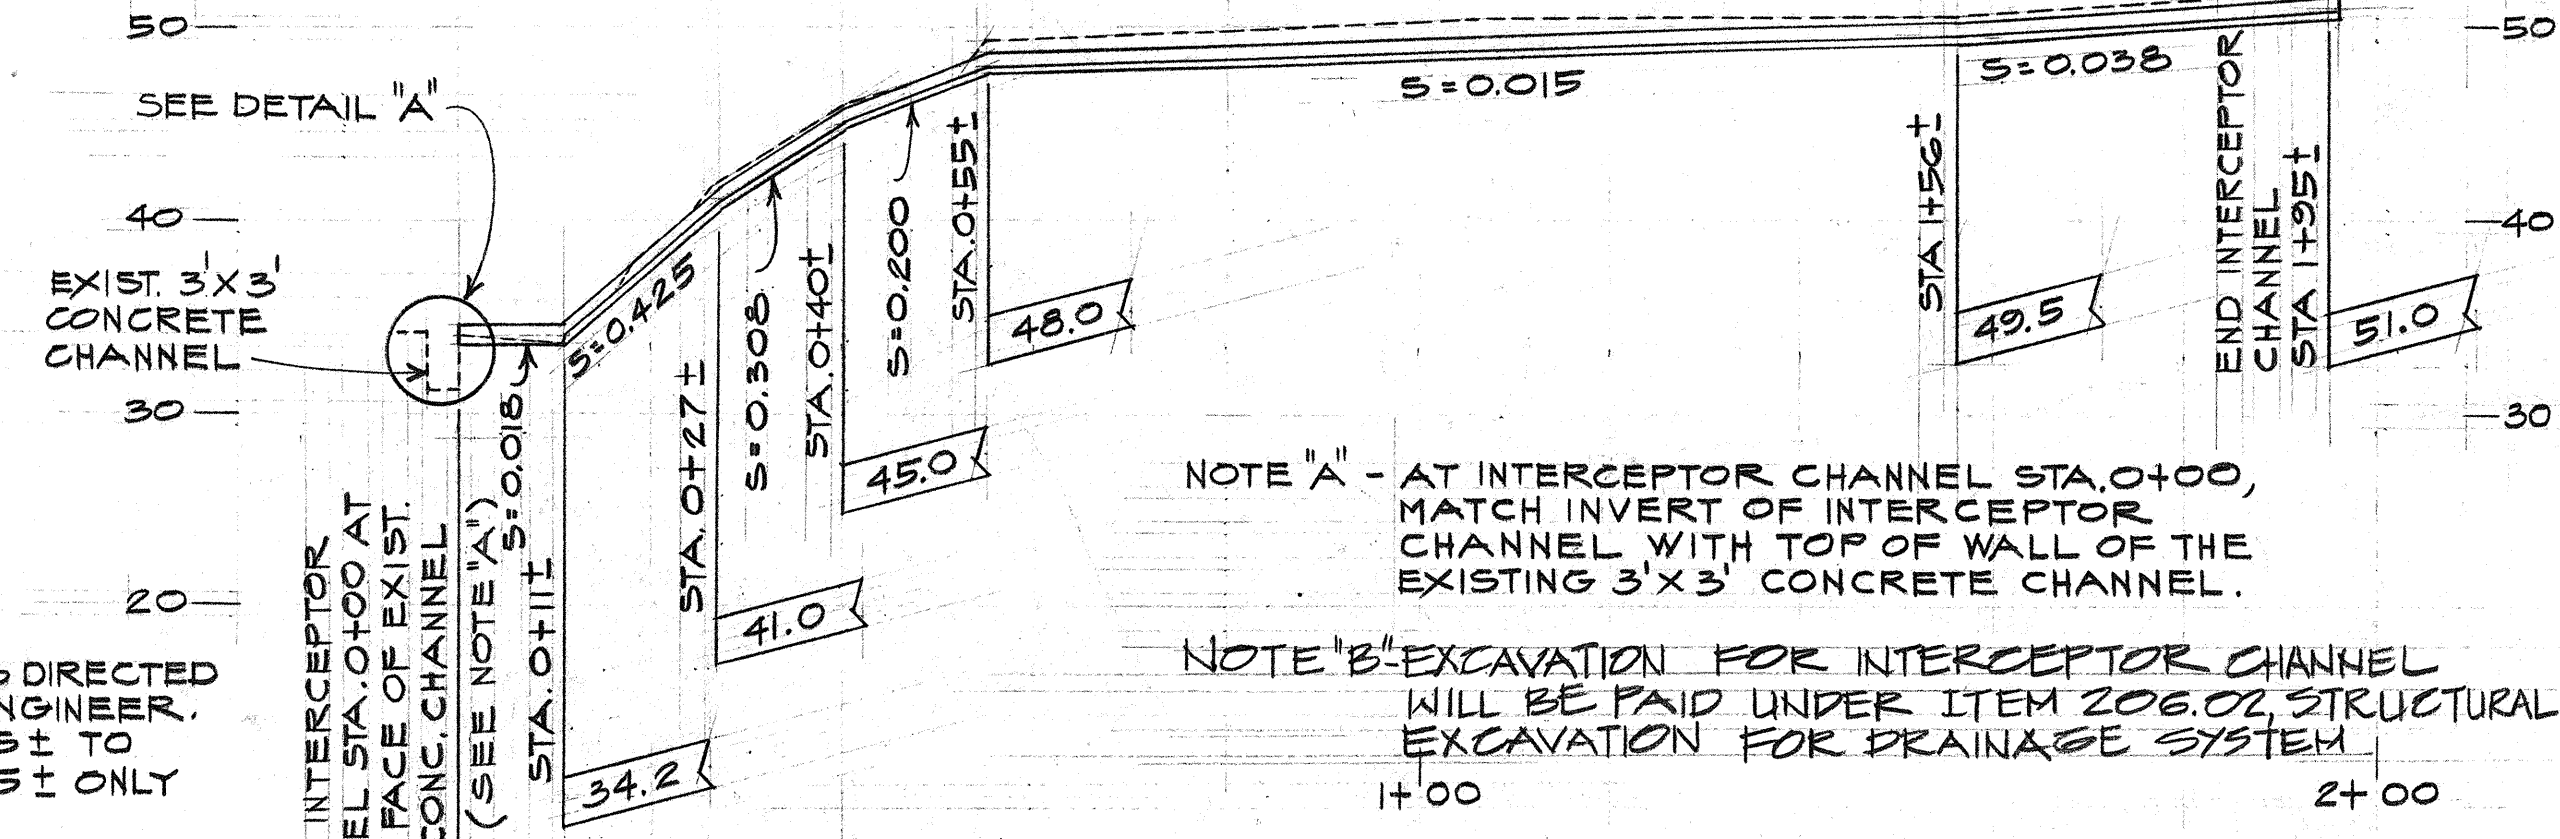 50
SEE DETAIL "A"
40
EXIST. 3'X3'
CONCRETE
CHANNEL
30
20
DIRECTED
± TO
± ONLY
INTERCEPTOR
STA.0+00 AT
FACE OF EXIST.
CONC. CHANNEL
(SEE NOTE "A")
S=0.018
STA. 0+11±
34.2
S=0.425
STA. 0+27±
41.0
S=0.308
STA.0+40±
45.0
S=0.200
STA.0+55±
48.0
S=0.015
STA 1+56±
49.5
S=0.038
END INTERCEPTOR
CHANNEL
STA 1+95±
51.0
50
40
30
NOTE "A" - AT INTERCEPTOR CHANNEL STA.0+00,
MATCH INVERT OF INTERCEPTOR
CHANNEL WITH TOP OF WALL OF THE
EXISTING 3'X3' CONCRETE CHANNEL.
NOTE "B"-EXCAVATION FOR INTERCEPTOR CHANNEL
WILL BE PAID UNDER ITEM 206.02, STRUCTURAL
EXCAVATION FOR DRAINAGE SYSTEM
1+00
2+00